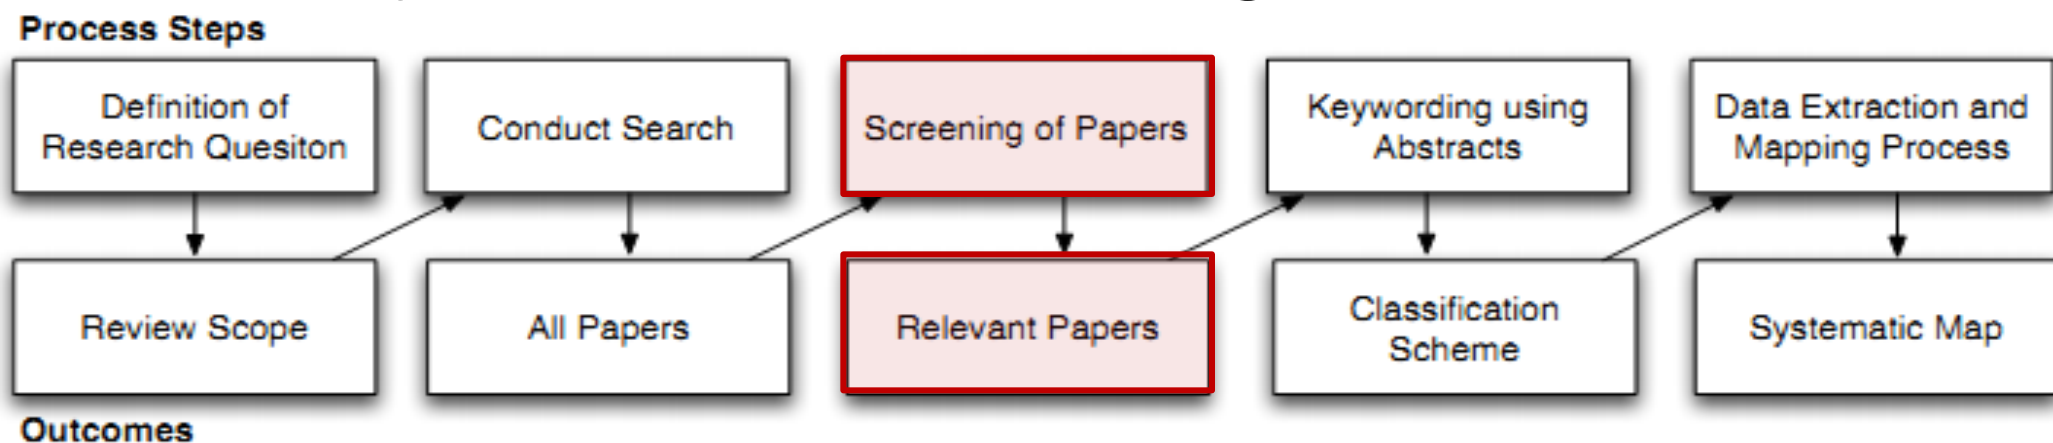 Process Steps
Definition of
Research Quesiton
Conduct Search
Screening of Papers
Keywording using
Abstracts
Data Extraction and
Mapping Process
Review Scope
All Papers
Relevant Papers
Classification
Scheme
Systematic Map
Outcomes